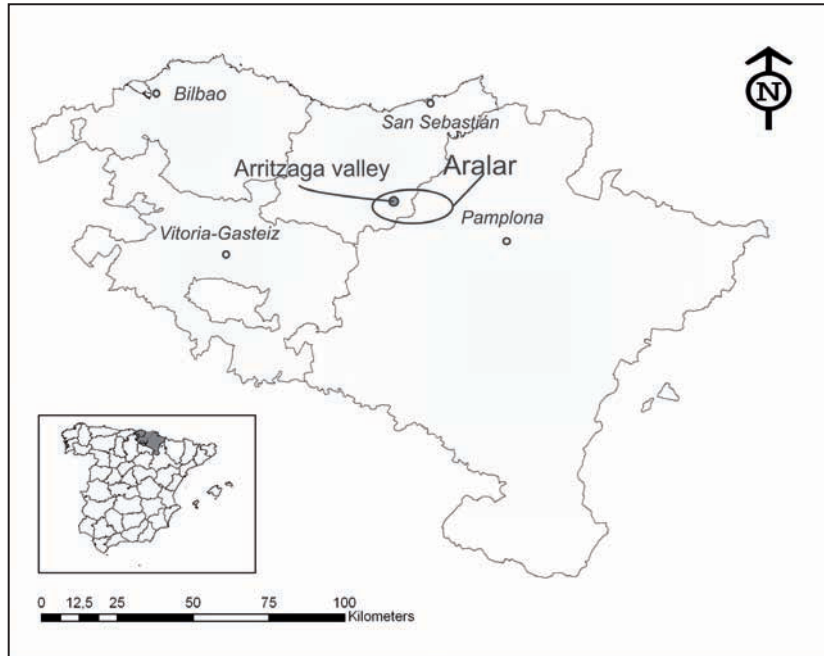 N
Bilbao
San Sebastián
Arritzaga valley
Aralar
Vitoria-Gasteiz
Pamplona
0 12,5 25 50 75 100
Kilometers